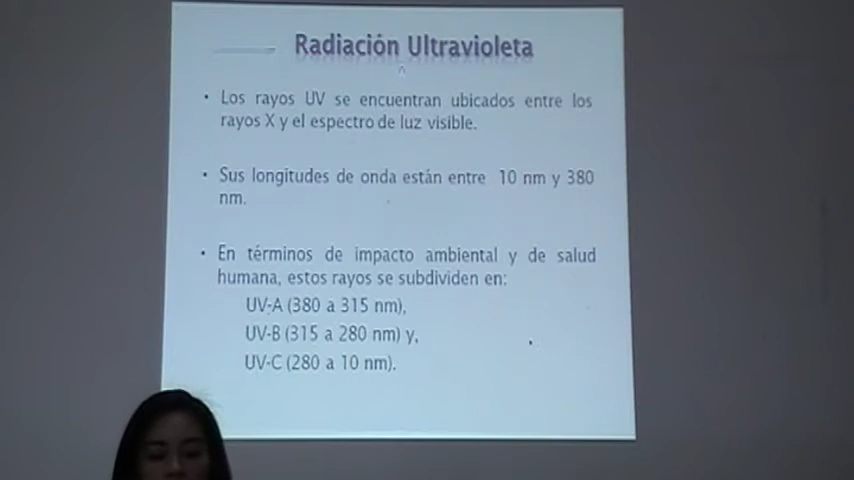 Radiación Ultravioleta
• Los rayos UV se encuentran ubicados entre los
rayos X y el espectro de luz visible.
• Sus longitudes de onda están entre 10 nm y 380
nm.
• En términos de impacto ambiental y de salud
humana, estos rayos se subdividen en:
UV-A (380 a 315 nm),
UV-B (315 a 280 nm) y,
UV-C (280 a 10 nm).